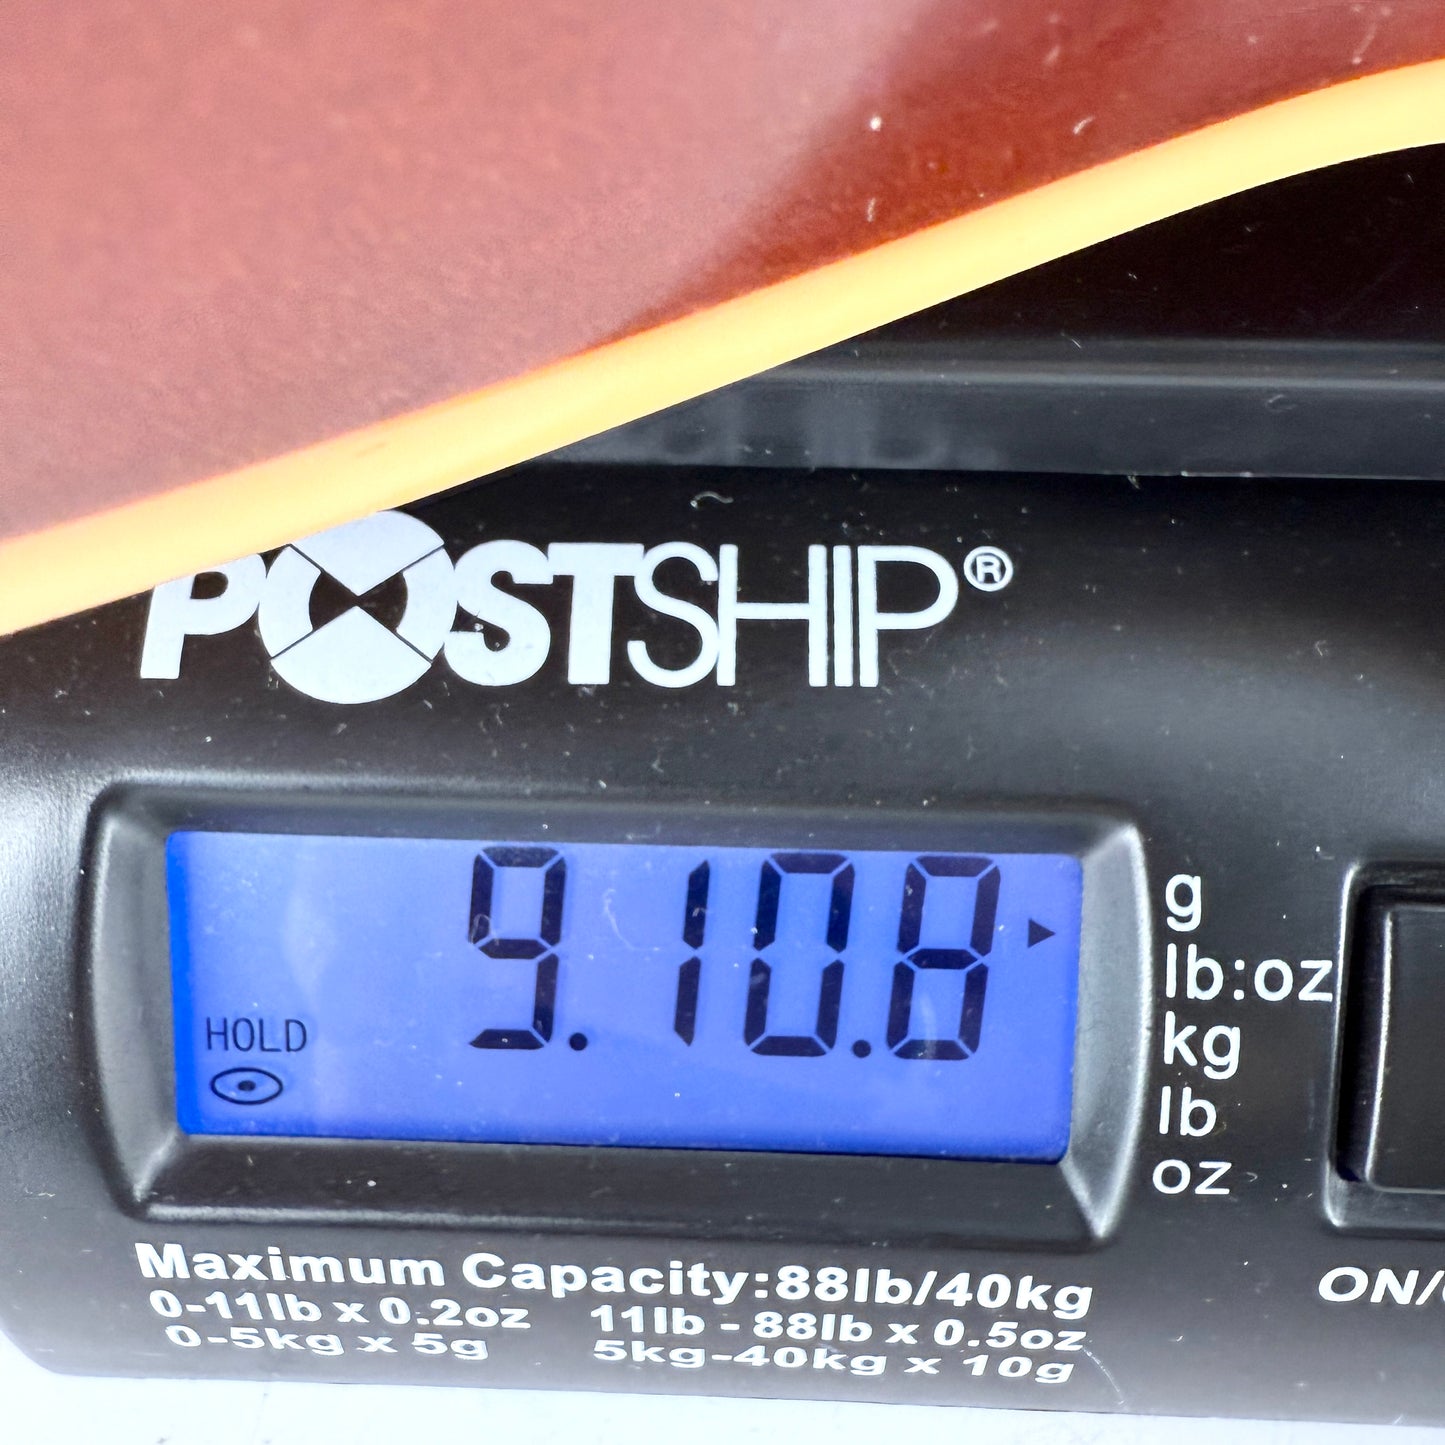 POSTSHIP®
9.10.8
HOLD
g
lb:oz
kg
lb
oz
Maximum Capacity:88lb/40kg
0-11lb x 0.2oz 11lb - 88lb x 0.5oz
0-5kg x 5g 5kg-40kg x 10g
ON/